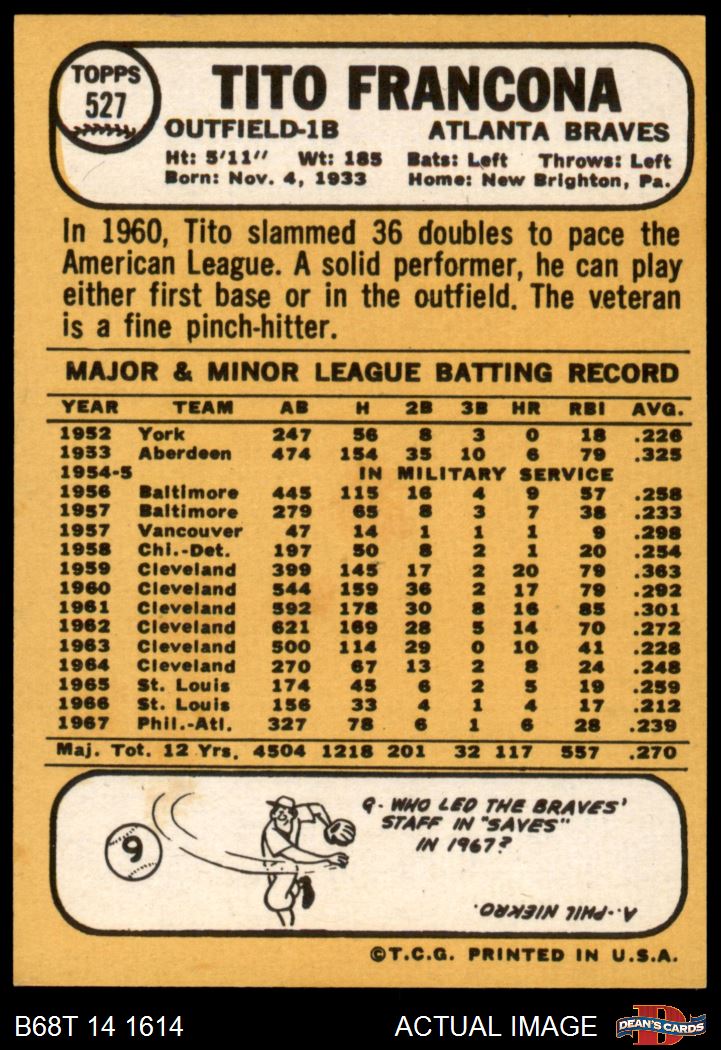 TOPPS
527
TITO FRANCONA
OUTFIELD-1B ATLANTA BRAVES
Ht: 5'11" Wt: 185 Bats: Left Throws: Left
Born: Nov. 4, 1933 Home: New Brighton, Pa.
In 1960, Tito slammed 36 doubles to pace the
American League. A solid performer, he can play
either first base or in the outfield. The veteran
is a fine pinch-hitter.
MAJOR & MINOR LEAGUE BATTING RECORD
YEAR TEAM AB H 2B 3B HR RBI AVG.
1952 York 247 56 8 3 0 18 .226
1953 Aberdeen 474 154 35 10 6 79 .325
1954-5 IN MILITARY SERVICE
1956 Baltimore 445 115 16 4 9 57 .258
1957 Baltimore 279 65 8 3 7 38 .233
1957 Vancouver 47 14 1 1 1 9 .298
1958 Chi.-Det. 197 50 8 2 1 20 .254
1959 Cleveland 399 145 17 2 20 79 .363
1960 Cleveland 544 159 36 2 17 79 .292
1961 Cleveland 592 178 30 8 16 85 .301
1962 Cleveland 621 169 28 5 14 70 .272
1963 Cleveland 500 114 29 0 10 41 .228
1964 Cleveland 270 67 13 2 8 24 .248
1965 St. Louis 174 45 6 2 5 19 .259
1966 St. Louis 156 33 4 1 4 17 .212
1967 Phil.-Atl. 327 78 6 1 6 28 .239
Maj. Tot. 12 Yrs. 4504 1218 201 32 117 557 .270
9
Q- WHO LED THE BRAVES'
STAFF IN "SAVES"
IN 1967?
A.-PHIL NIEKRO.
©T.C.G. PRINTED IN U.S.A.
B68T 14 1614 ACTUAL IMAGE
D
DEAN'S CARDS